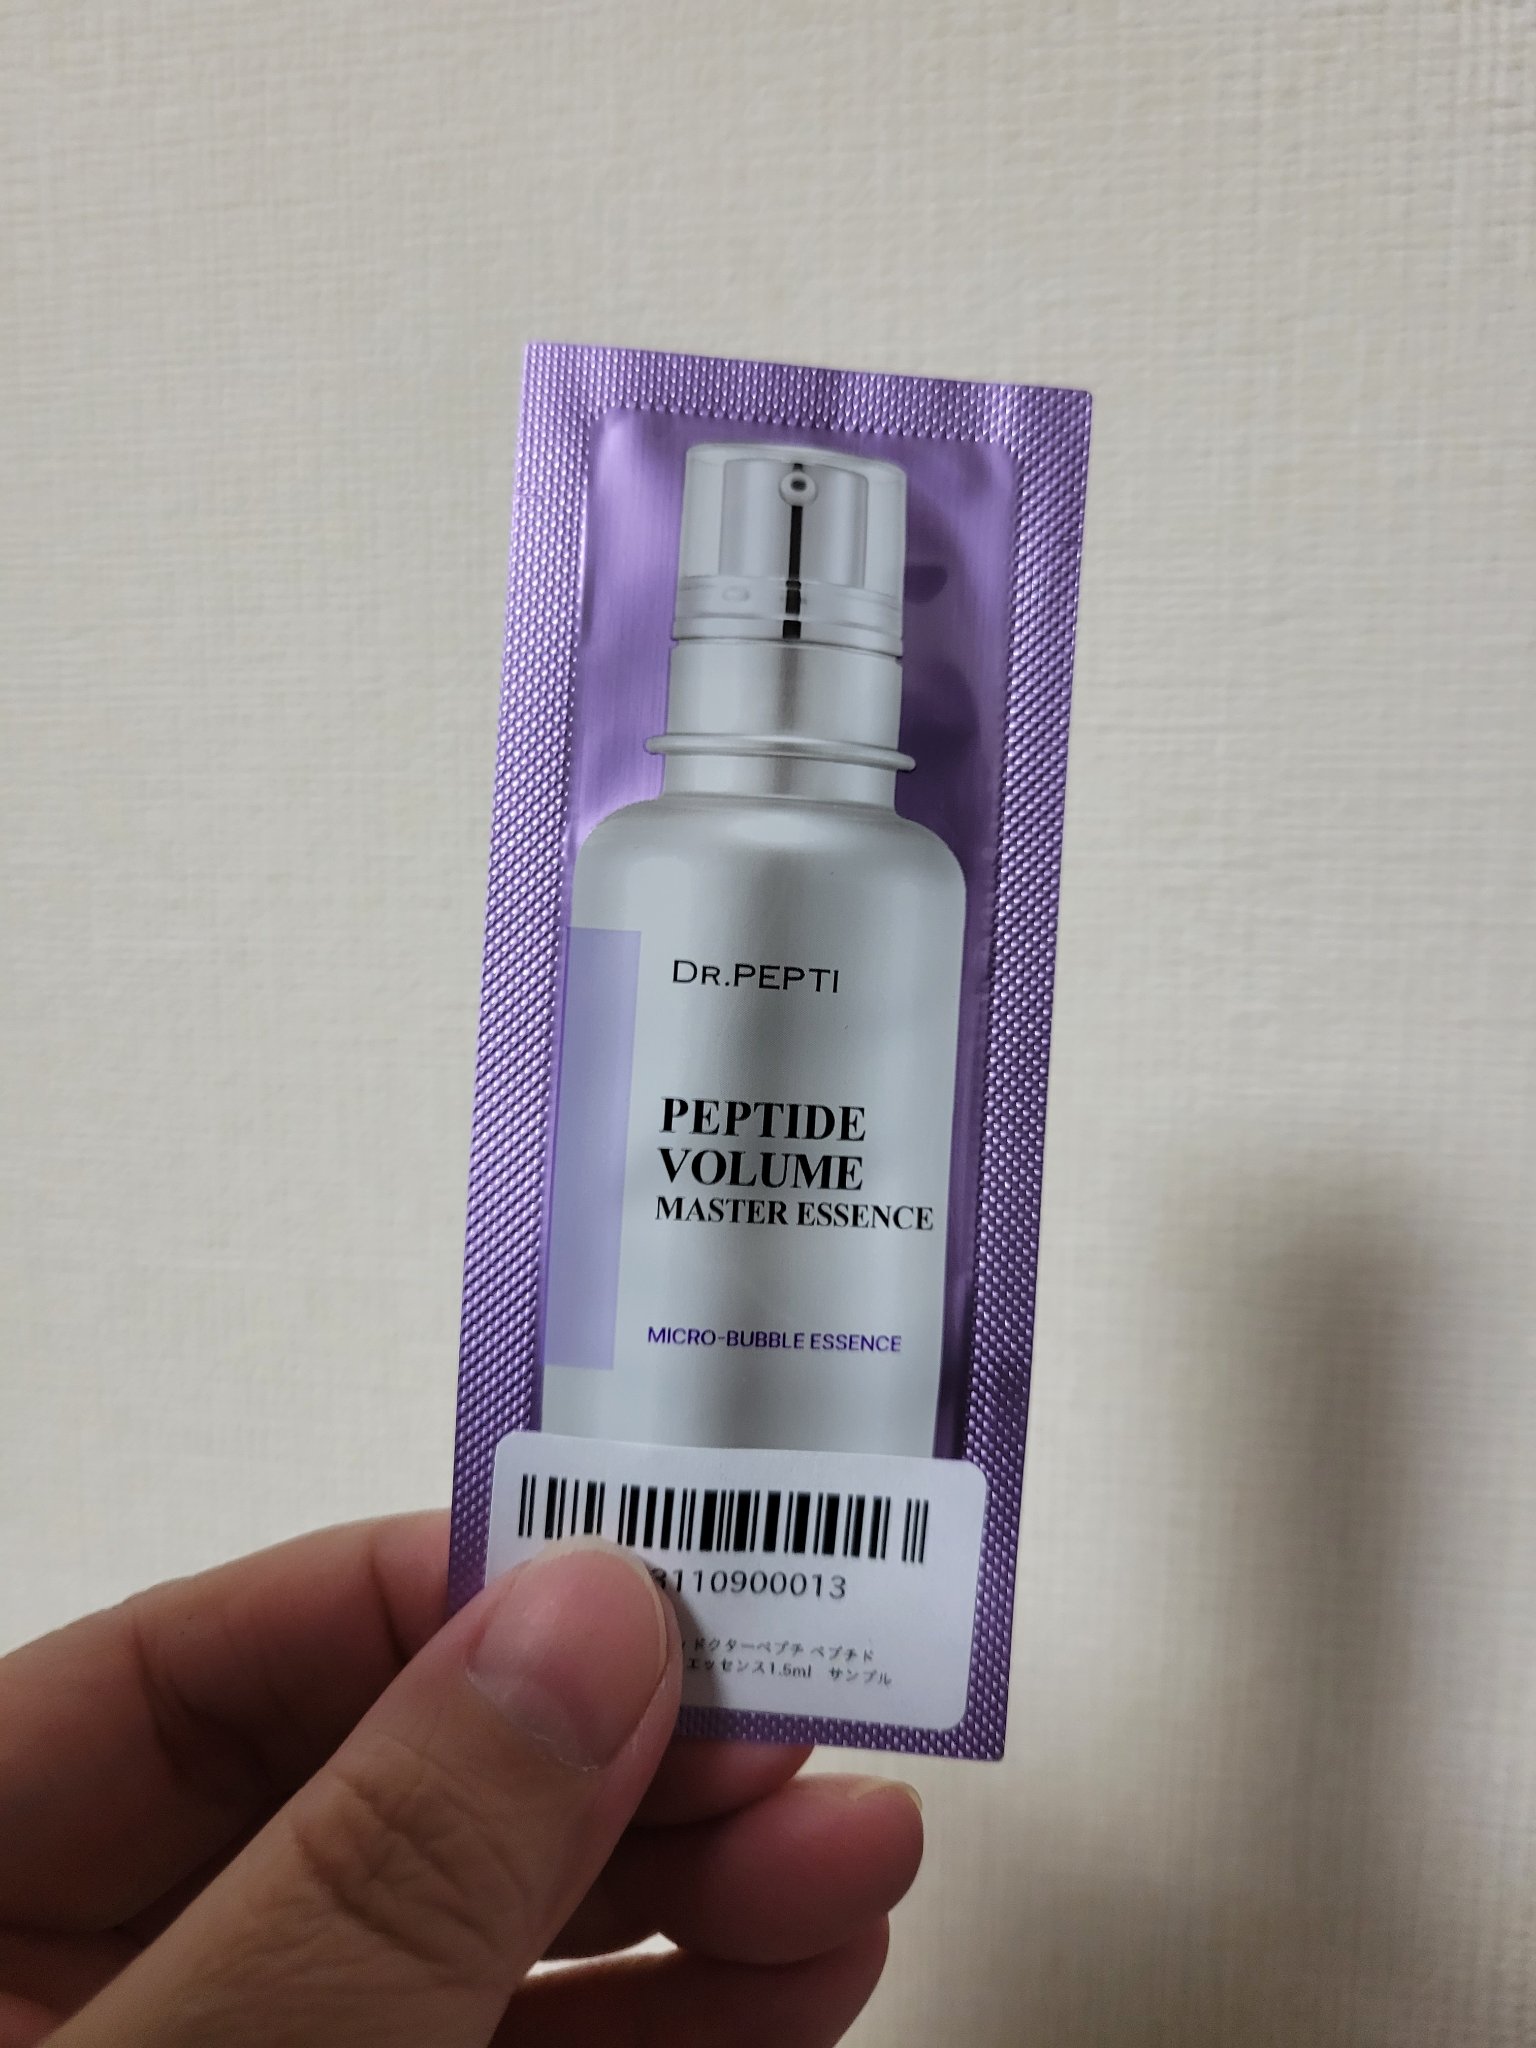 DR.PEPTI
PEPTIDE
VOLUME
MASTER ESSENCE
MICRO-BUBBLE ESSENCE
3110900013
ドクターペプチ ペプチド
エッセンス1.5ml サンプル